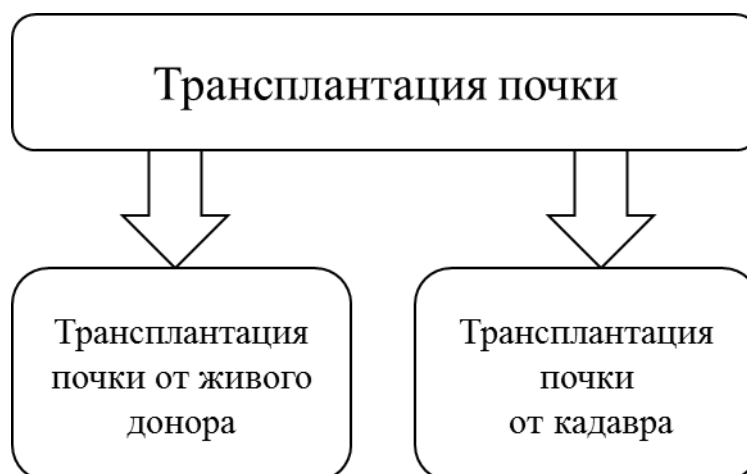 Трансплантация почки
Трансплантация
почки от живого
донора
Трансплантация
почки
от кадавра